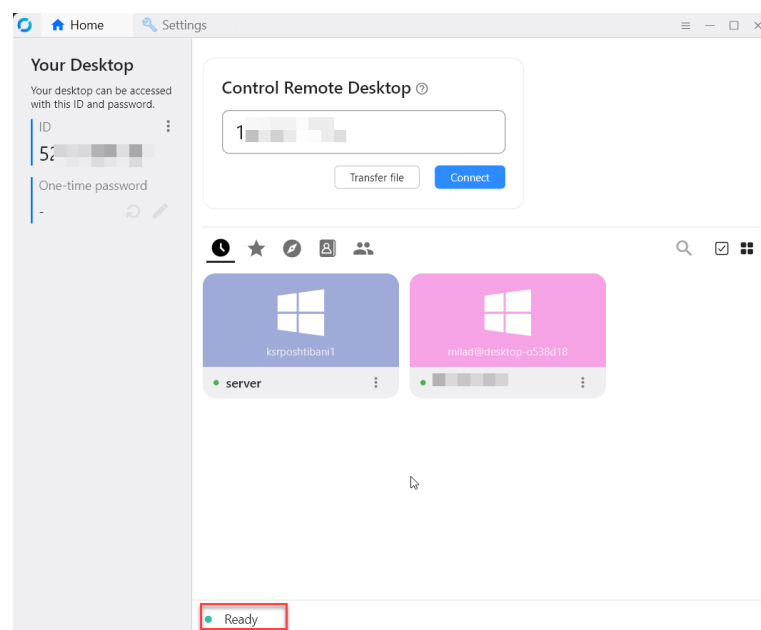 Home
Settings
Your Desktop
Your desktop can be accessed
with this ID and password.
ID
One-time password
-
Control Remote Desktop
1
Transfer file
Connect
ksrposhtibani1
milad@desktop-o538d18
server
Ready